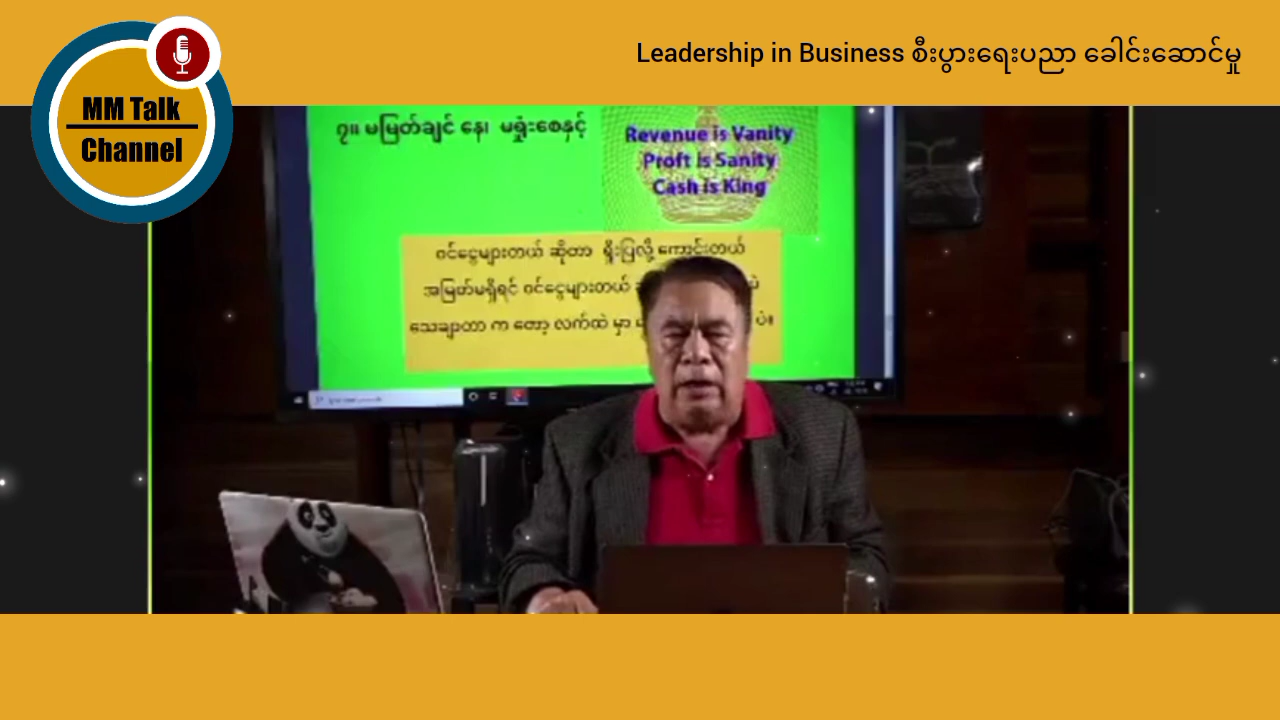 MM Talk
Channel
Leadership in Business စီးပွားရေးပညာ ခေါင်းဆောင်မှု
၇။ မမြတ်ချင် နေ၊ မရှုံးစေနှင့်
Revenue is Vanity
Proft is Sanity
Cash is King
ဝင်ငွေများတယ် ဆိုတာ ရှိုးပြလို့ ကောင်းတယ်
အမြတ်မရှိရင် ဝင်ငွေများတယ်
သေချာတာ က တော့ လက်ထဲ မှာ ပဲ။